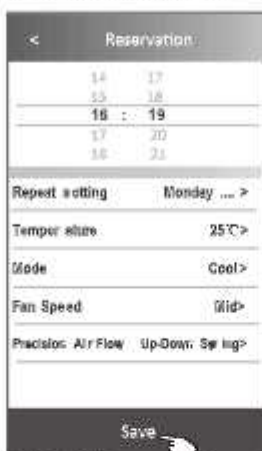 < Reservation
14 17
15 18
16 : 19
17 20
18 21
Repeat setting Monday .... >
Temperature 25℃>
Mode Cool>
Fan Speed Mid>
Precision Air Flow Up-Down Swing>
Save